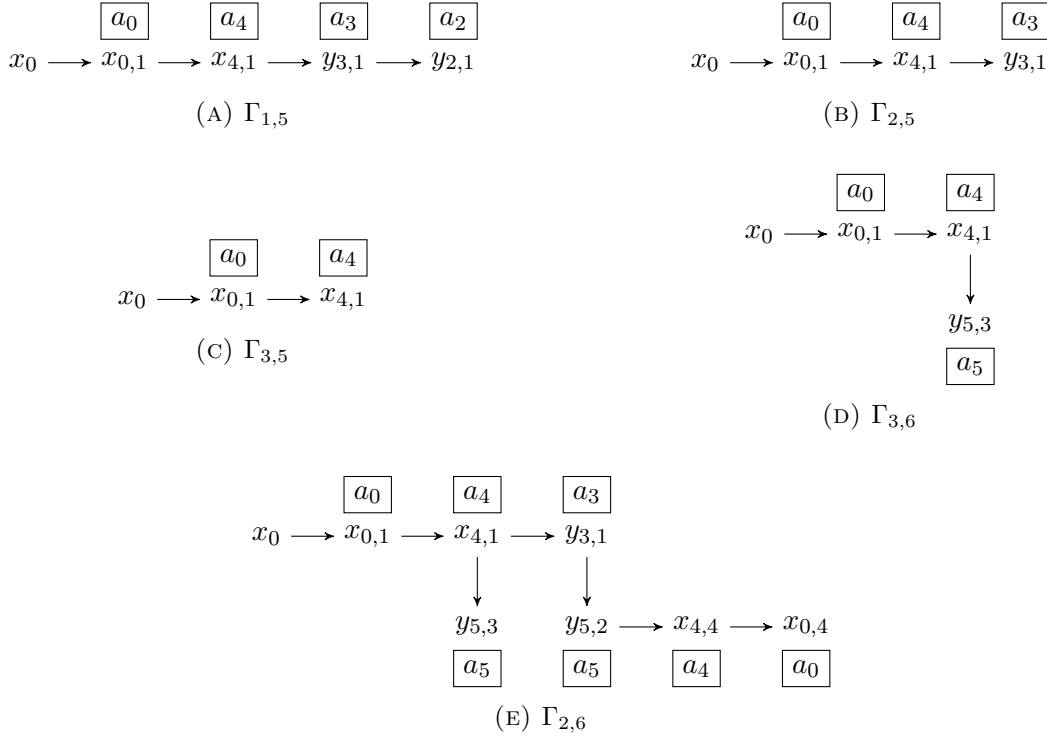 a₀ a₄ a₃ a₂ a₀ a₄ a₃
x₀ x₀,₁ x₄,₁ y₃,₁ y₂,₁ x₀ x₀,₁ x₄,₁ y₃,₁
(A) Γ₁,₅ (B) Γ₂,₅
a₀ a₄
x₀ x₀,₁ x₄,₁
a₀ a₄
x₀ x₀,₁ x₄,₁
y₅,₃
(C) Γ₃,₅
a₅
(D) Γ₃,₆
a₀ a₄ a₃
x₀ x₀,₁ x₄,₁ y₃,₁
y₅,₃ y₅,₂ x₄,₄ x₀,₄
a₅ a₅ a₄ a₀
(E) Γ₂,₆